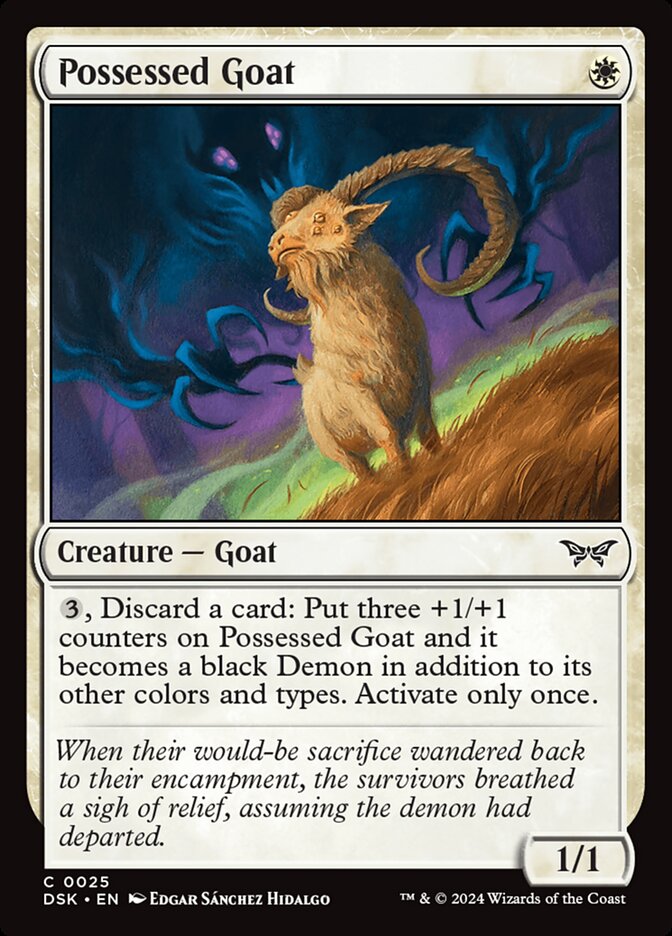 Possessed Goat
Creature — Goat
3, Discard a card: Put three +1/+1
counters on Possessed Goat and it
becomes a black Demon in addition to its
other colors and types. Activate only once.
When their would-be sacrifice wandered back
to their encampment, the survivors breathed
a sigh of relief, assuming the demon had
departed.
1/1
C 0025
DSK • EN Edgar Sánchez Hidalgo
™ & © 2024 Wizards of the Coast